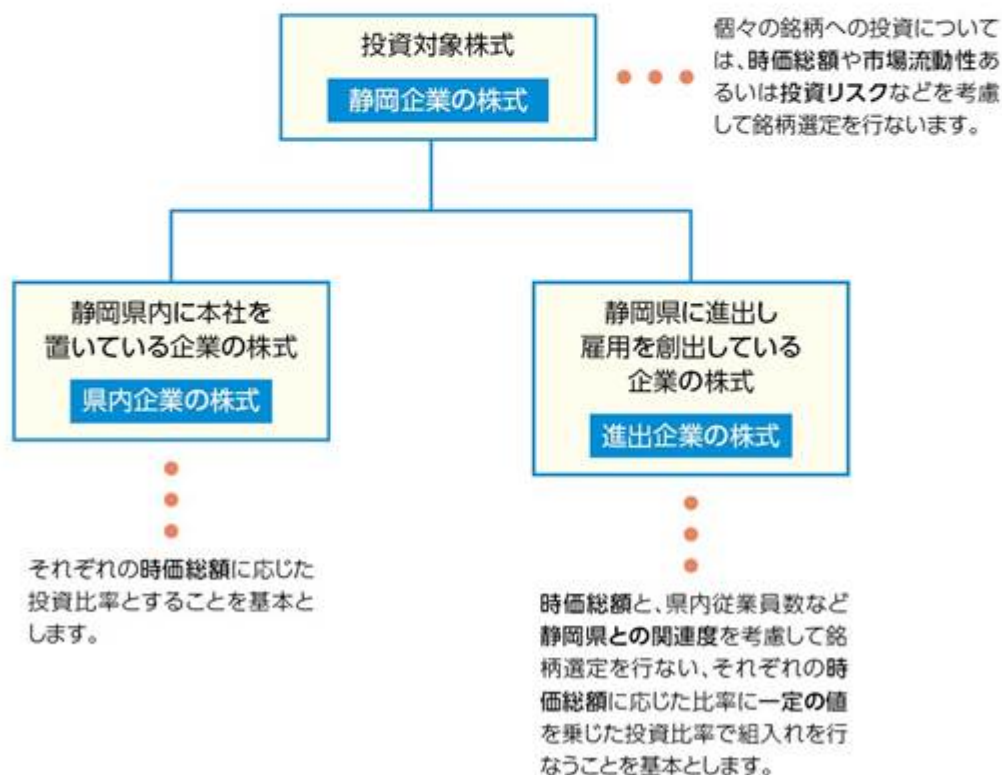 投資対象株式
静岡企業の株式
個々の銘柄への投資について
は、時価総額や市場流動性あ
るいは投資リスクなどを考慮
して銘柄選定を行ないます。
静岡県内に本社を
置いている企業の株式
県内企業の株式
それぞれの時価総額に応じた
投資比率とすることを基本と
します。
静岡県に進出し
雇用を創出している
企業の株式
進出企業の株式
時価総額と、県内従業員数など
静岡県との関連度を考慮して銘
柄選定を行ない、それぞれの時
価総額に応じた比率に一定の値
を乗じた投資比率で組入れを行
なうことを基本とします。